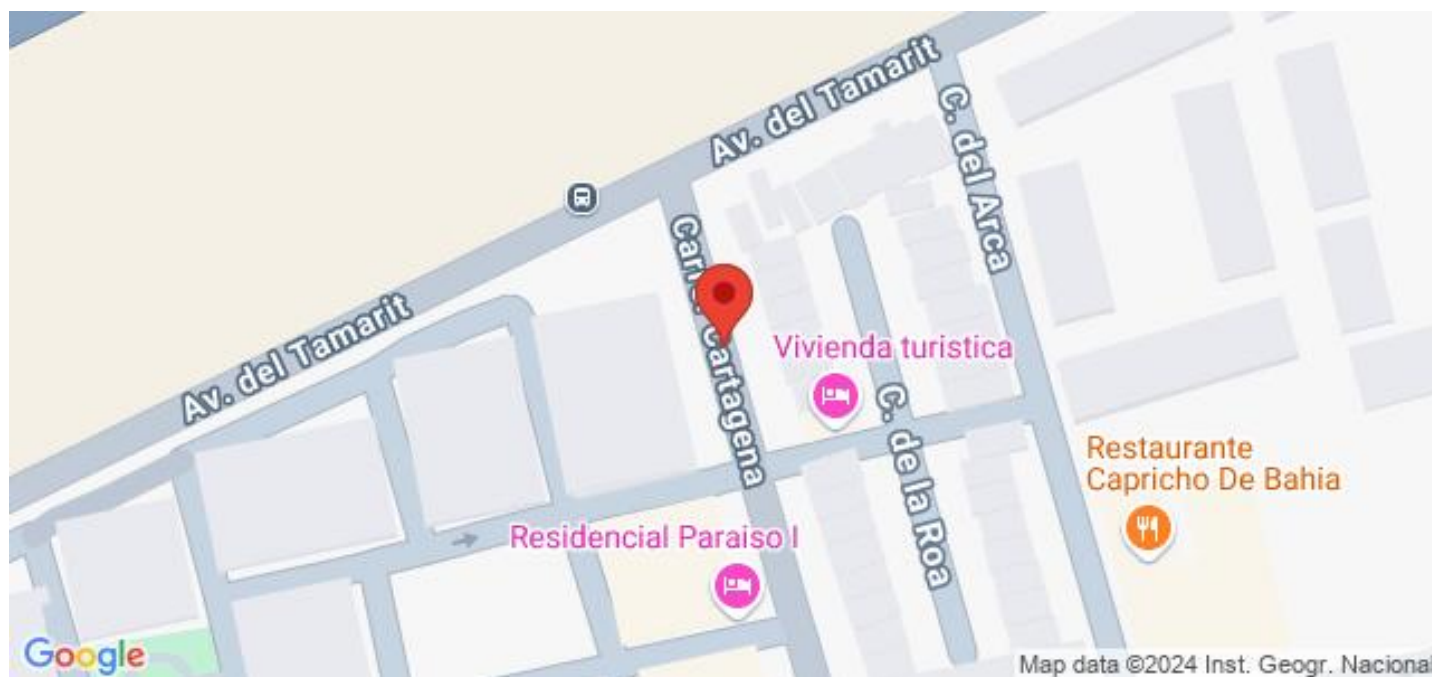 Av. del Tamarit
C. del Arca
Av. del Tamarit
Cartagena
Vivienda turistica
C. de la Roa
Restaurante
Capricho De Bahia
Residencial Paraiso I
Google
Map data ©2024 Inst. Geogr. Nacional